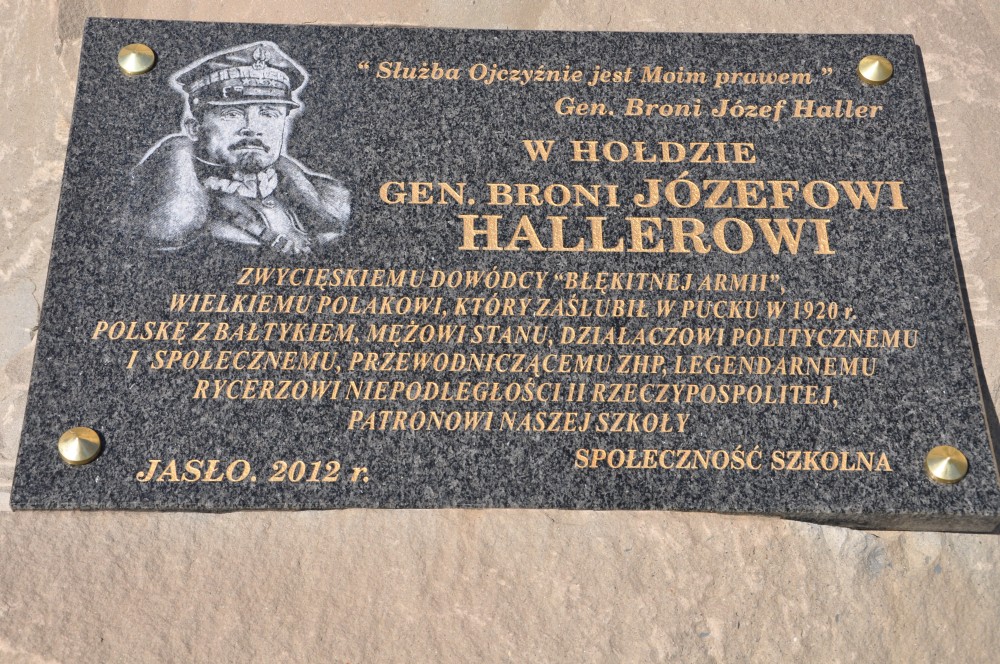 " Służba Ojczyźnie jest Moim prawem "
Gen. Broni Józef Haller
W HOŁDZIE
GEN. BRONI JÓZEFOWI
HALLEROWI
ZWYCIĘSKIEMU DOWÓDCY "BŁĘKITNEJ ARMII",
WIELKIEMU POLAKOWI, KTÓRY ZAŚLUBIŁ W PUCKU W 1920 r.
POLSKĘ Z BAŁTYKIEM, MĘŻOWI STANU, DZIAŁACZOWI POLITYCZNEMU
I SPOŁECZNEMU, PRZEWODNICZĄCEMU ZHP, LEGENDARNEMU
RYCERZOWI NIEPODLEGŁOŚCI II RZECZYPOSPOLITEJ,
PATRONOWI NASZEJ SZKOŁY
SPOŁECZNOŚĆ SZKOLNA
JASŁO. 2012 r.